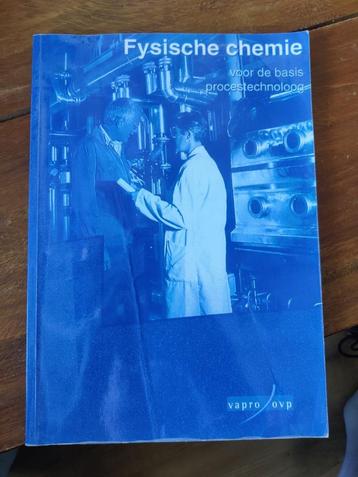 Fysische chemie
voor de basis
procestechnoloog
vapro ovp